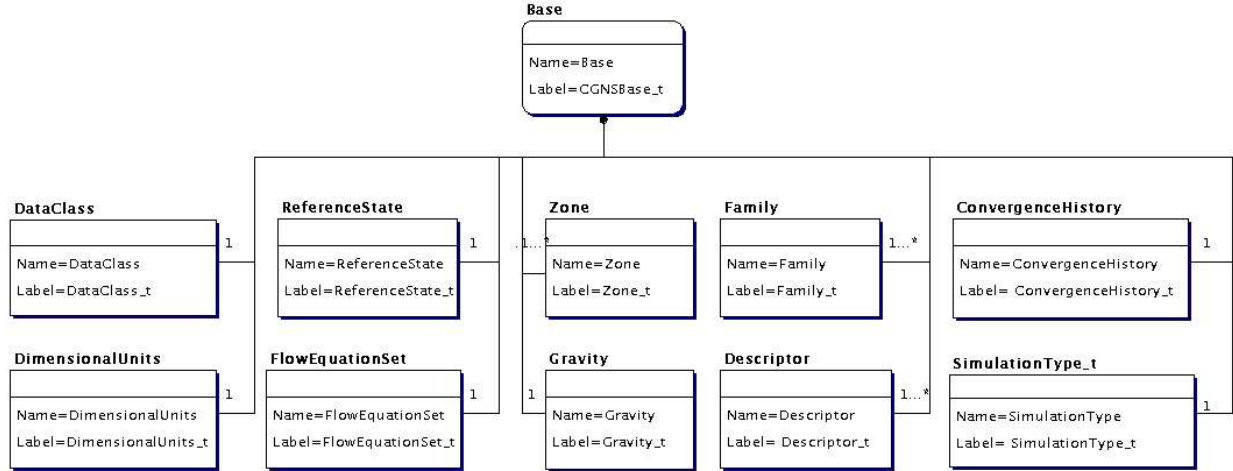 Base
Name=Base
Label=CGNSBase_t
DataClass
1
Name=DataClass
Label=DataClass_t
ReferenceState
1
Name=ReferenceState
Label=ReferenceState_t
Zone
.1...*
Name=Zone
Label=Zone_t
Family
1...*
Name=Family
Label=Family_t
ConvergenceHistory
1
Name=ConvergenceHistory
Label= ConvergenceHistory_t
DimensionalUnits
1
Name=DimensionalUnits
Label=DimensionalUnits_t
FlowEquationSet
1
Name=FlowEquationSet
Label=FlowEquationSet_t
Gravity
1
Name=Gravity
Label=Gravity_t
Descriptor
1...*
Name=Descriptor
Label= Descriptor_t
SimulationType_t
1
Name=SimulationType
Label= SimulationType_t